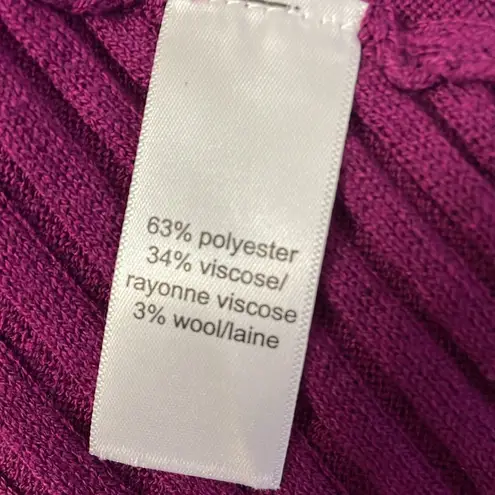 63% polyester
34% viscose/
rayonne viscose
3% wool/laine